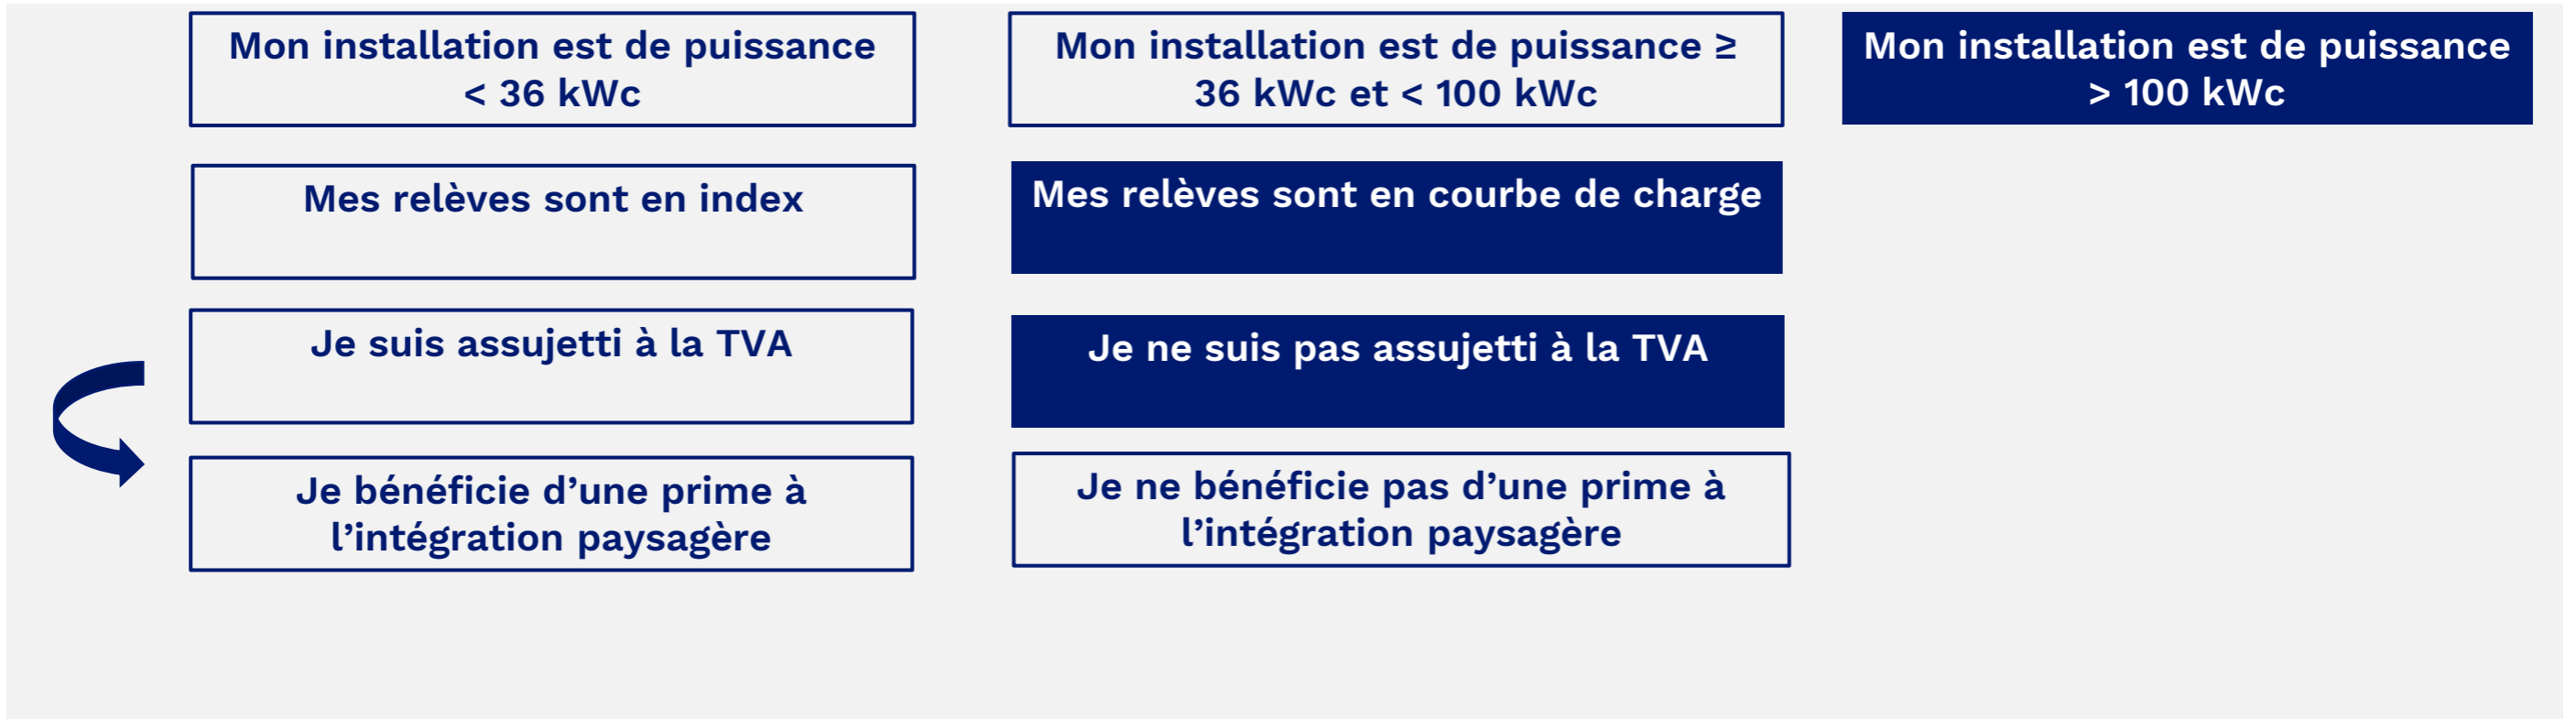 Mon installation est de puissance
< 36 kWc
Mon installation est de puissance ≥
36 kWc et < 100 kWc
Mon installation est de puissance
> 100 kWc
Mes relèves sont en index
Mes relèves sont en courbe de charge
Je suis assujetti à la TVA
Je ne suis pas assujetti à la TVA
Je bénéficie d’une prime à
l’intégration paysagère
Je ne bénéficie pas d’une prime à
l’intégration paysagère